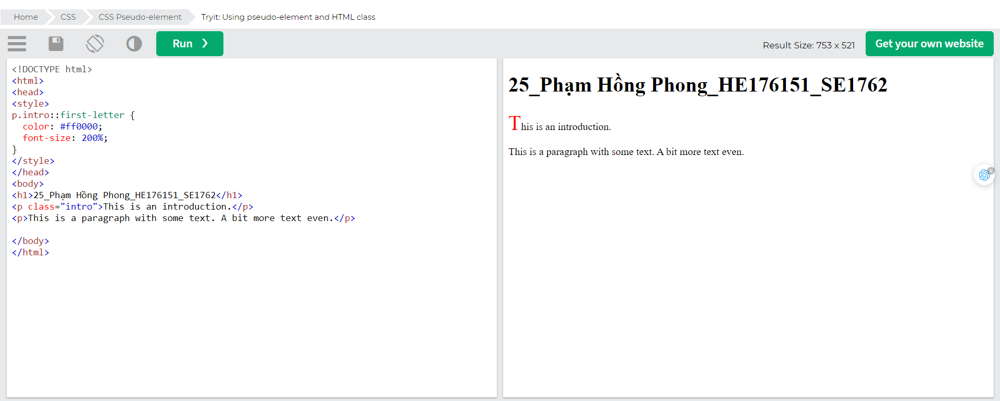 Home CSS CSS Pseudo-element Tryit: Using pseudo-element and HTML class
Run ❯ Result Size: 753 x 521 Get your own website
<!DOCTYPE html>
<html>
<head>
<style>
p.intro::first-letter {
  color: #ff0000;
  font-size: 200%;
}
</style>
</head>
<body>
<h1>25_Phạm Hồng Phong_HE176151_SE1762</h1>
<p class="intro">This is an introduction.</p>
<p>This is a paragraph with some text. A bit more text even.</p>

</body>
</html>
25_Phạm Hồng Phong_HE176151_SE1762
This is an introduction.
This is a paragraph with some text. A bit more text even.